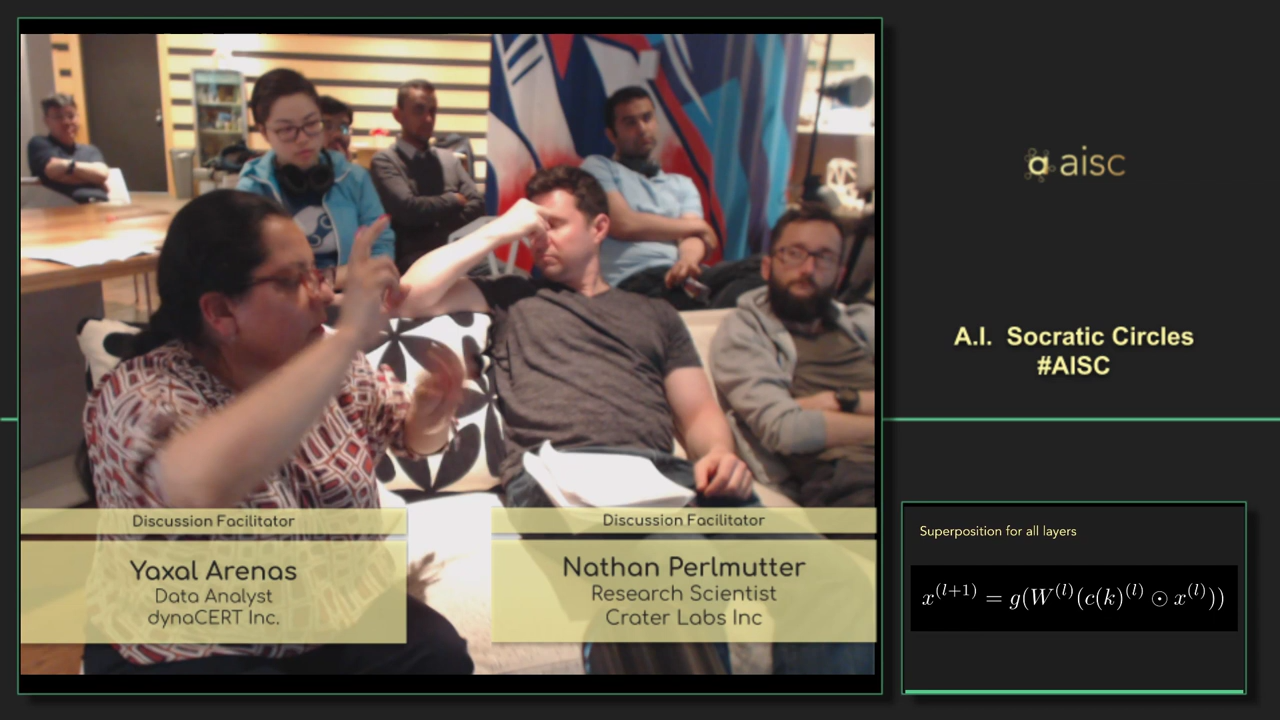 Discussion Facilitator
Yaxal Arenas
Data Analyst
dynaCERT Inc.
Discussion Facilitator
Nathan Perlmutter
Research Scientist
Crater Labs Inc
a aisc
A.I. Socratic Circles
#AISC
Superposition for all layers
x^{(l+1)} = g(W^{(l)}(c(k)^{(l)} ⊙ x^{(l)}))